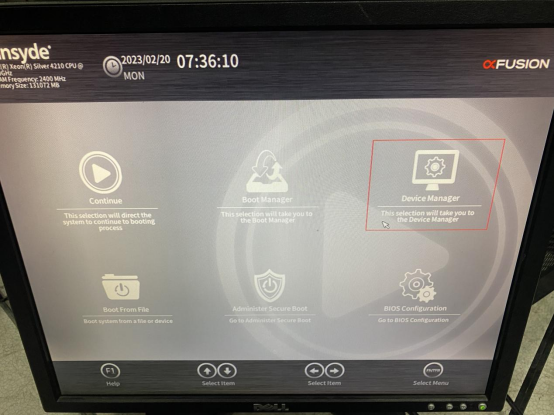 nsyde
2023/02/20 07:36:10
MON
(R) Xeon(R) Silver 4210 CPU @
GHz
AM Frequency: 2400 MHz
mory Size: 131072 MB
FUSION
Continue
This selection will direct the
system to continue to booting
process
Boot Manager
This selection will take you to
the Boot Manager
Device Manager
This selection will take you to
the Device Manager
Boot From File
Boot system from a file or device
Administer Secure Boot
Go to Administer Secure Boot
BIOS Configuration
Go to BIOS Configuration
F1
Help
Select Item
Select Item
ENTER
Select Menu
DELL